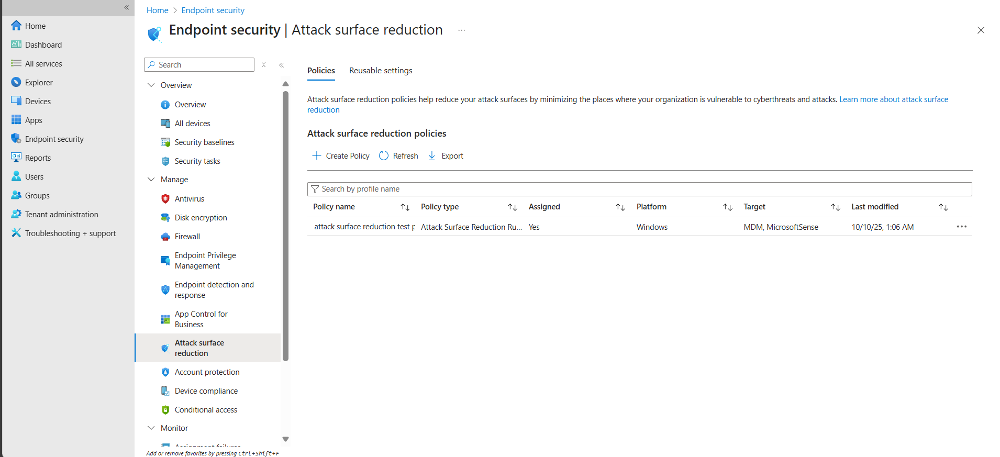 Home
Dashboard
All services
Explorer
Devices
Apps
Endpoint security
Reports
Users
Groups
Tenant administration
Troubleshooting + support
Home > Endpoint security
Endpoint security | Attack surface reduction ...
Search
Overview
Overview
All devices
Security baselines
Security tasks
Manage
Antivirus
Disk encryption
Firewall
Endpoint Privilege
Management
Endpoint detection and
response
App Control for
Business
Attack surface
reduction
Account protection
Device compliance
Conditional access
Monitor
Assignment failures
Add or remove favorites by pressing Ctrl+Shift+F
Policies Reusable settings
Attack surface reduction policies help reduce your attack surfaces by minimizing the places where your organization is vulnerable to cyberthreats and attacks. Learn more about attack surface
reduction
Attack surface reduction policies
Create Policy Refresh Export
Search by profile name
Policy name Policy type Assigned Platform Target Last modified
attack surface reduction test p Attack Surface Reduction Ru... Yes Windows MDM, MicrosoftSense 10/10/25, 1:06 AM ...